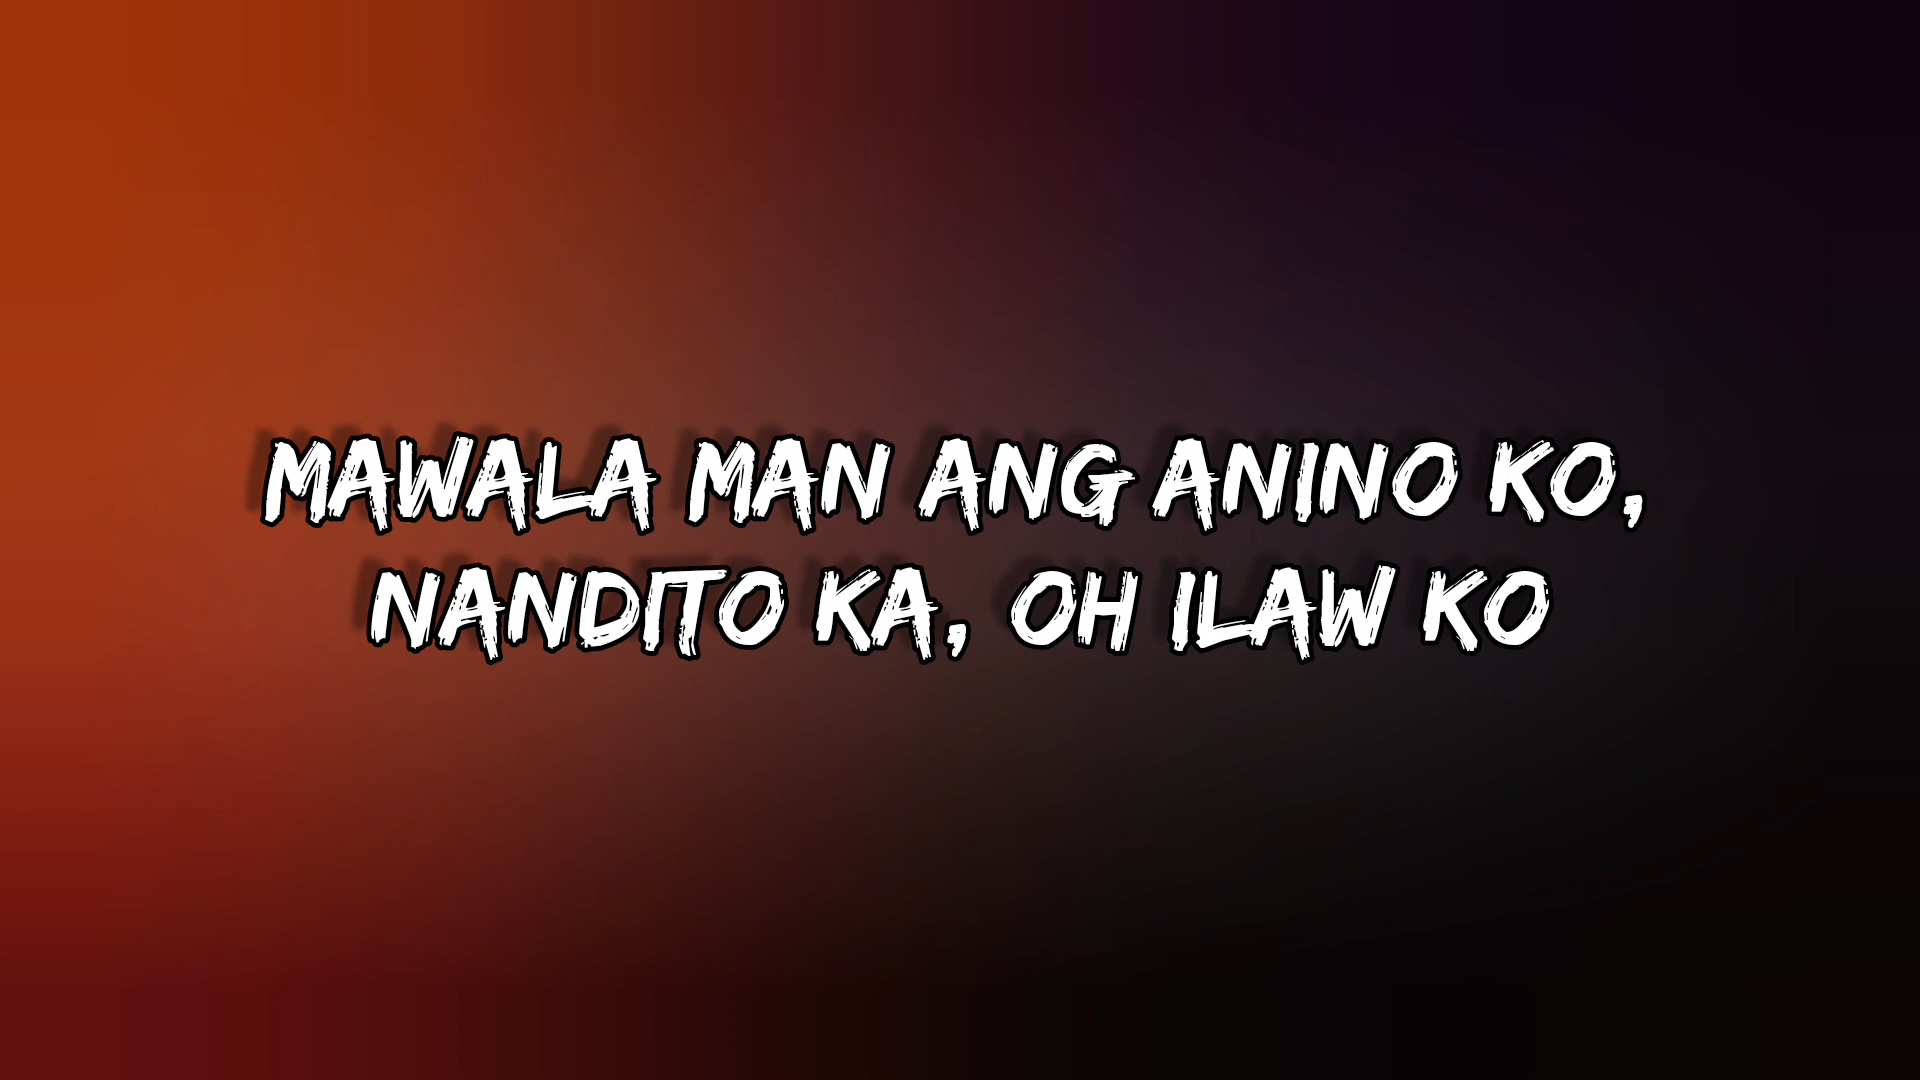 MAWALA MAN ANG ANINO KO,
NANDITO KA, OH ILAW KO